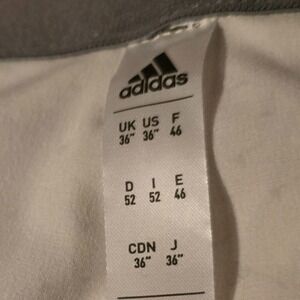 adidas
UK US F
36" 36" 46
D I E
52 52 46
CDN J
36" 36"